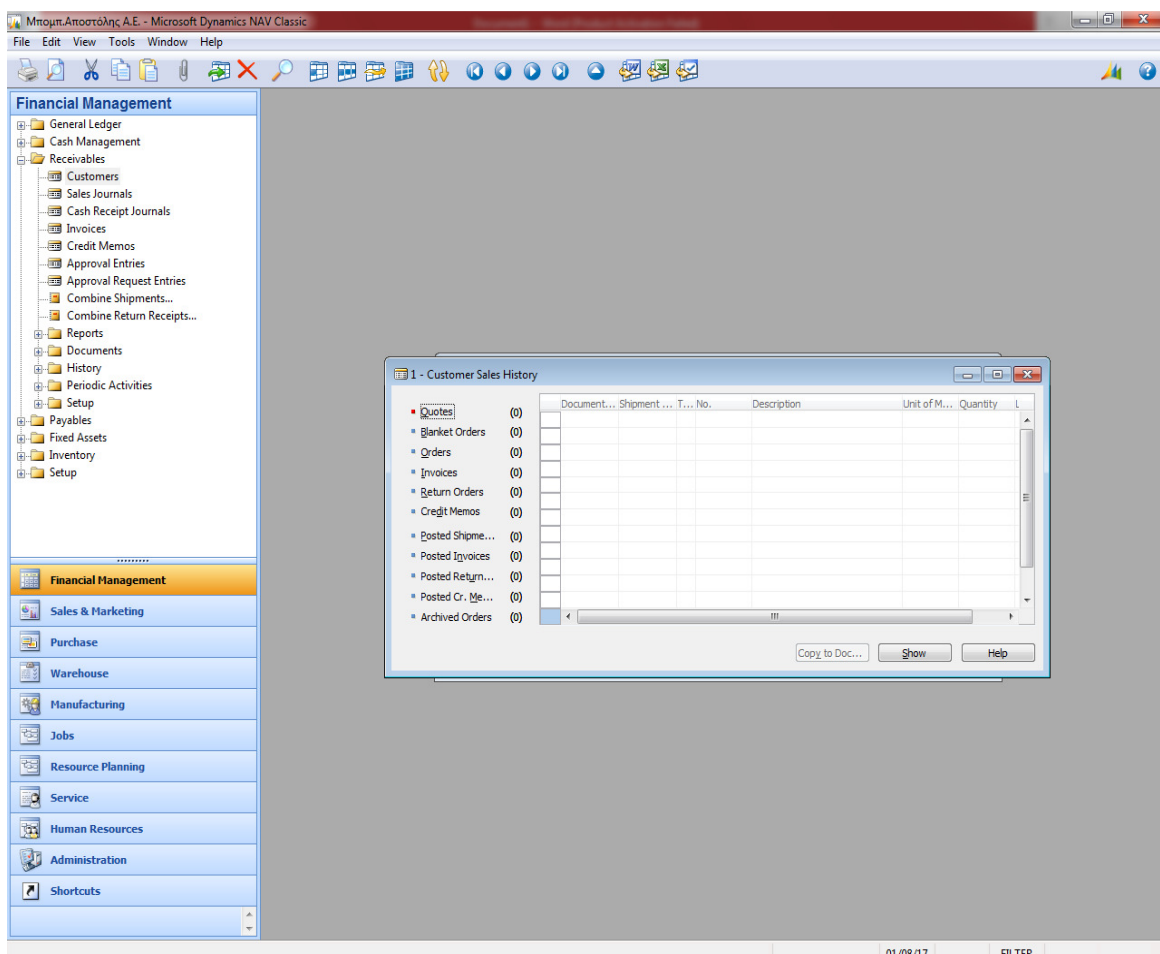 Μπομπ.Αποστόλης Α.Ε. - Microsoft Dynamics NAV Classic
File Edit View Tools Window Help
Financial Management
General Ledger
Cash Management
Receivables
Customers
Sales Journals
Cash Receipt Journals
Invoices
Credit Memos
Approval Entries
Approval Request Entries
Combine Shipments...
Combine Return Receipts...
Reports
Documents
History
Periodic Activities
Setup
Payables
Fixed Assets
Inventory
Setup
Financial Management
Sales & Marketing
Purchase
Warehouse
Manufacturing
Jobs
Resource Planning
Service
Human Resources
Administration
Shortcuts
1 - Customer Sales History
Document... Shipment ... T... No. Description Unit of M... Quantity L
Quotes (0)
Blanket Orders (0)
Orders (0)
Invoices (0)
Return Orders (0)
Credit Memos (0)
Posted Shipme... (0)
Posted Invoices (0)
Posted Return... (0)
Posted Cr. Me... (0)
Archived Orders (0)
Copy to Doc... Show Help
01/08/17 FILTER